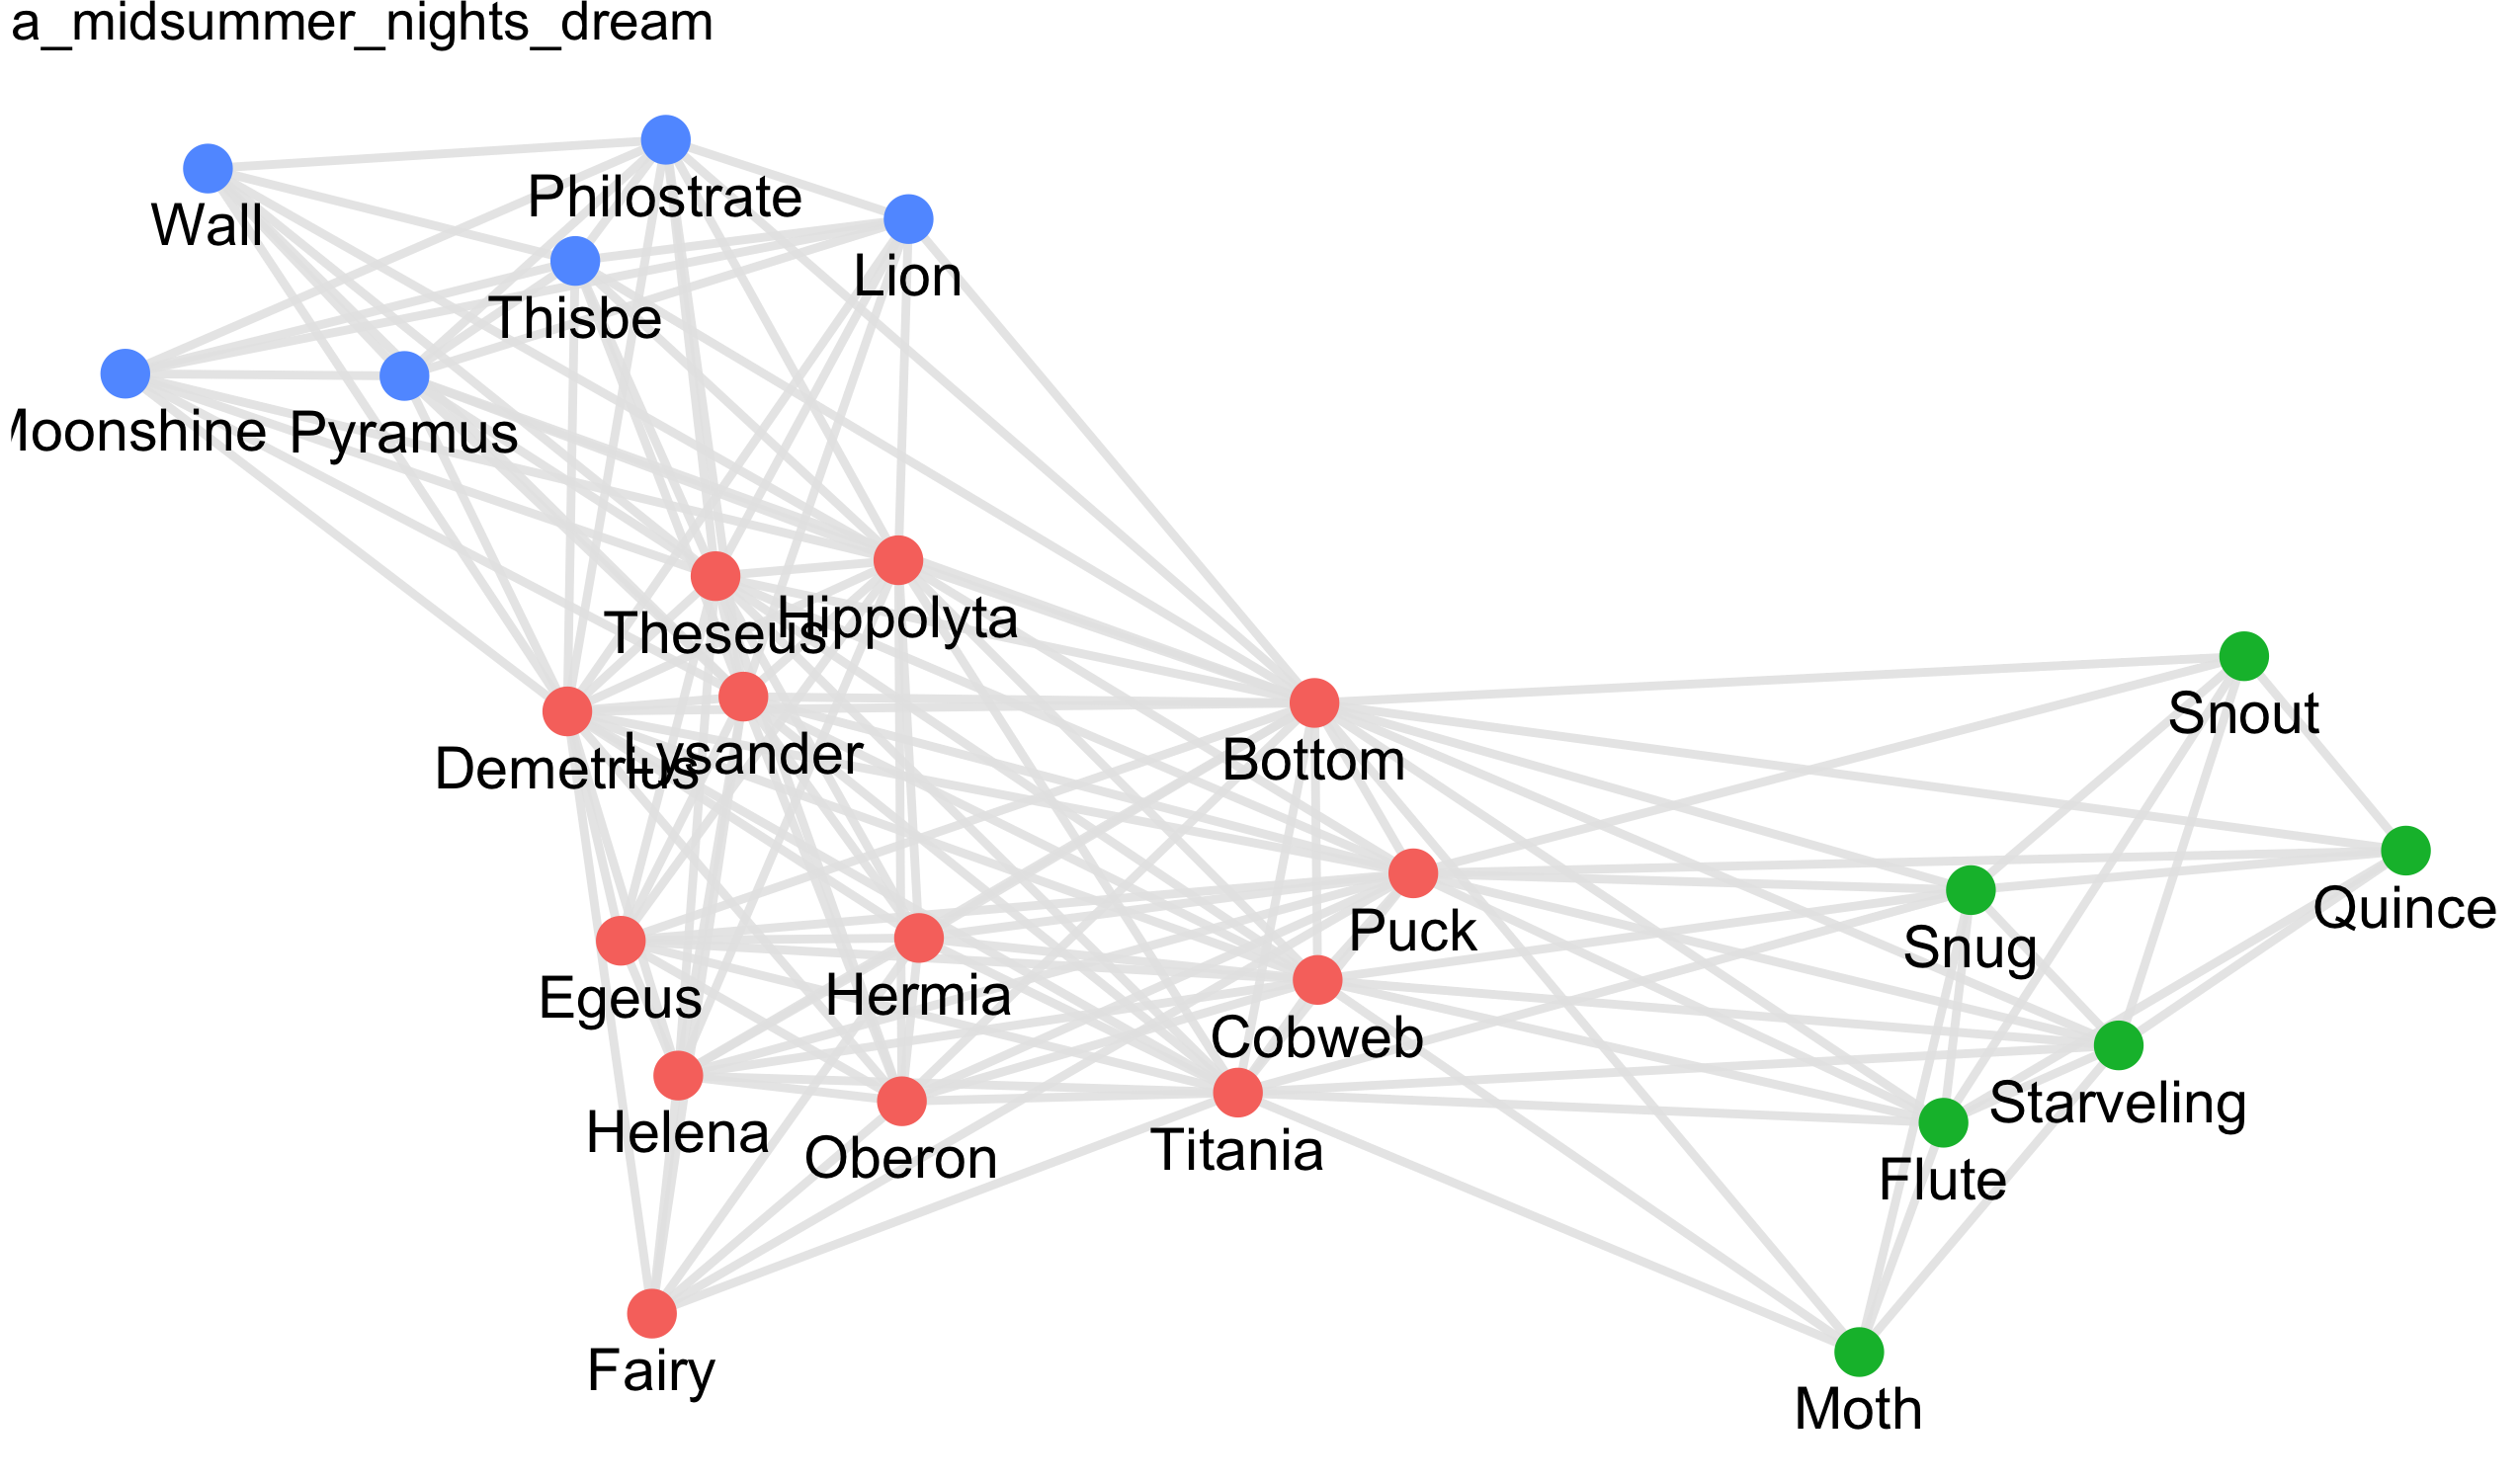 a_midsummer_nights_dream
Philostrate
Wall
Lion
Thisbe
Moonshine
Pyramus
Hippolyta
Theseus
Snout
Lysander
Bottom
Demetrius
Quince
Puck
Snug
Hermia
Egeus
Cobweb
Starveling
Helena
Titania
Oberon
Flute
Fairy
Moth